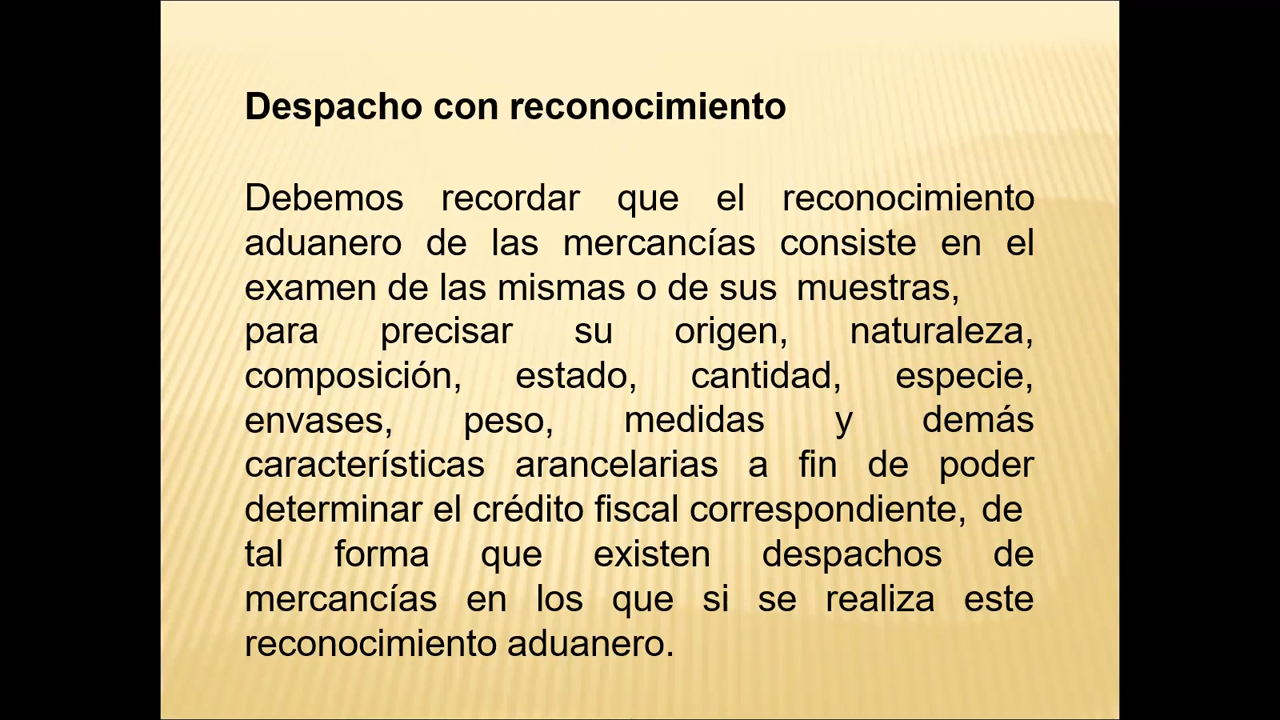 Despacho con reconocimiento
Debemos recordar que el reconocimiento
aduanero de las mercancías consiste en el
examen de las mismas o de sus muestras,
para precisar su origen, naturaleza,
composición, estado, cantidad, especie,
envases, peso, medidas y demás
características arancelarias a fin de poder
determinar el crédito fiscal correspondiente, de
tal forma que existen despachos de
mercancías en los que si se realiza este
reconocimiento aduanero.